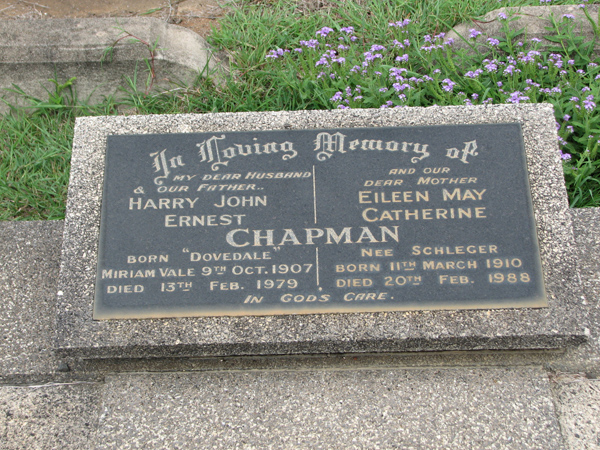 In Loving Memory of
MY DEAR HUSBAND
& OUR FATHER..
HARRY JOHN
ERNEST
AND OUR
DEAR MOTHER
EILEEN MAY
CATHERINE
CHAPMAN
BORN "DOVEDALE"
MIRIAM VALE 9TH OCT. 1907
DIED 13TH FEB. 1979
NEE SCHLEGER
BORN 11TH MARCH 1910
DIED 20TH FEB. 1988
IN GODS CARE.